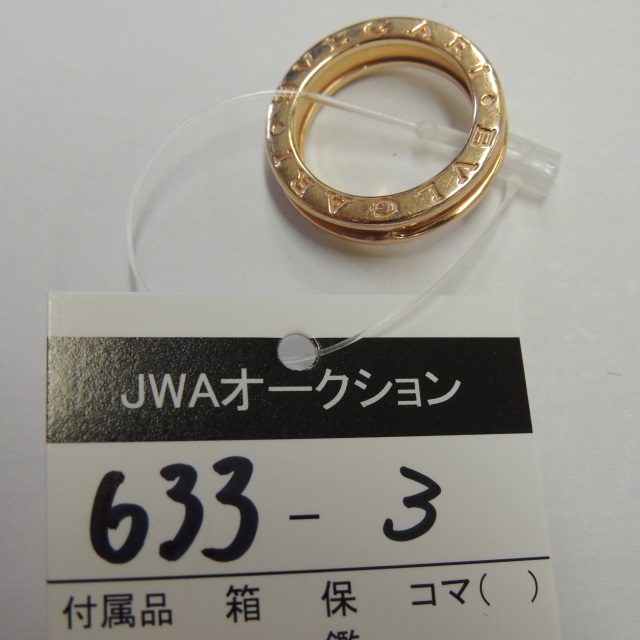 BVLGARI BVLGARI
JWAオークション
633-3
付属品 箱 保 コマ( )
鑑